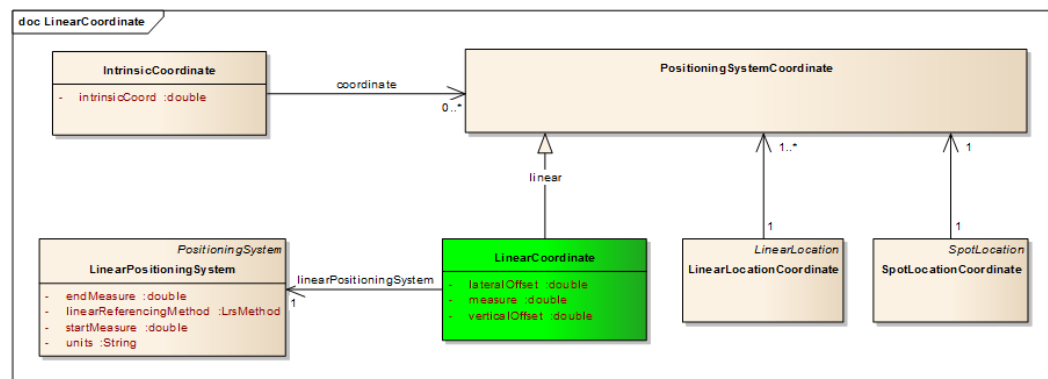 doc LinearCoordinate
IntrinsicCoordinate
- intrinsicCoord :double
coordinate
0..*
PositioningSystemCoordinate
linear
1..*
1
PositioningSystem
LinearPositioningSystem
- endMeasure :double
- linearReferencingMethod :LrsMethod
- startMeasure :double
- units :String
linearPositioningSystem
1
LinearCoordinate
- lateralOffset :double
- measure :double
- verticalOffset :double
1
LinearLocation
LinearLocationCoordinate
1
SpotLocation
SpotLocationCoordinate